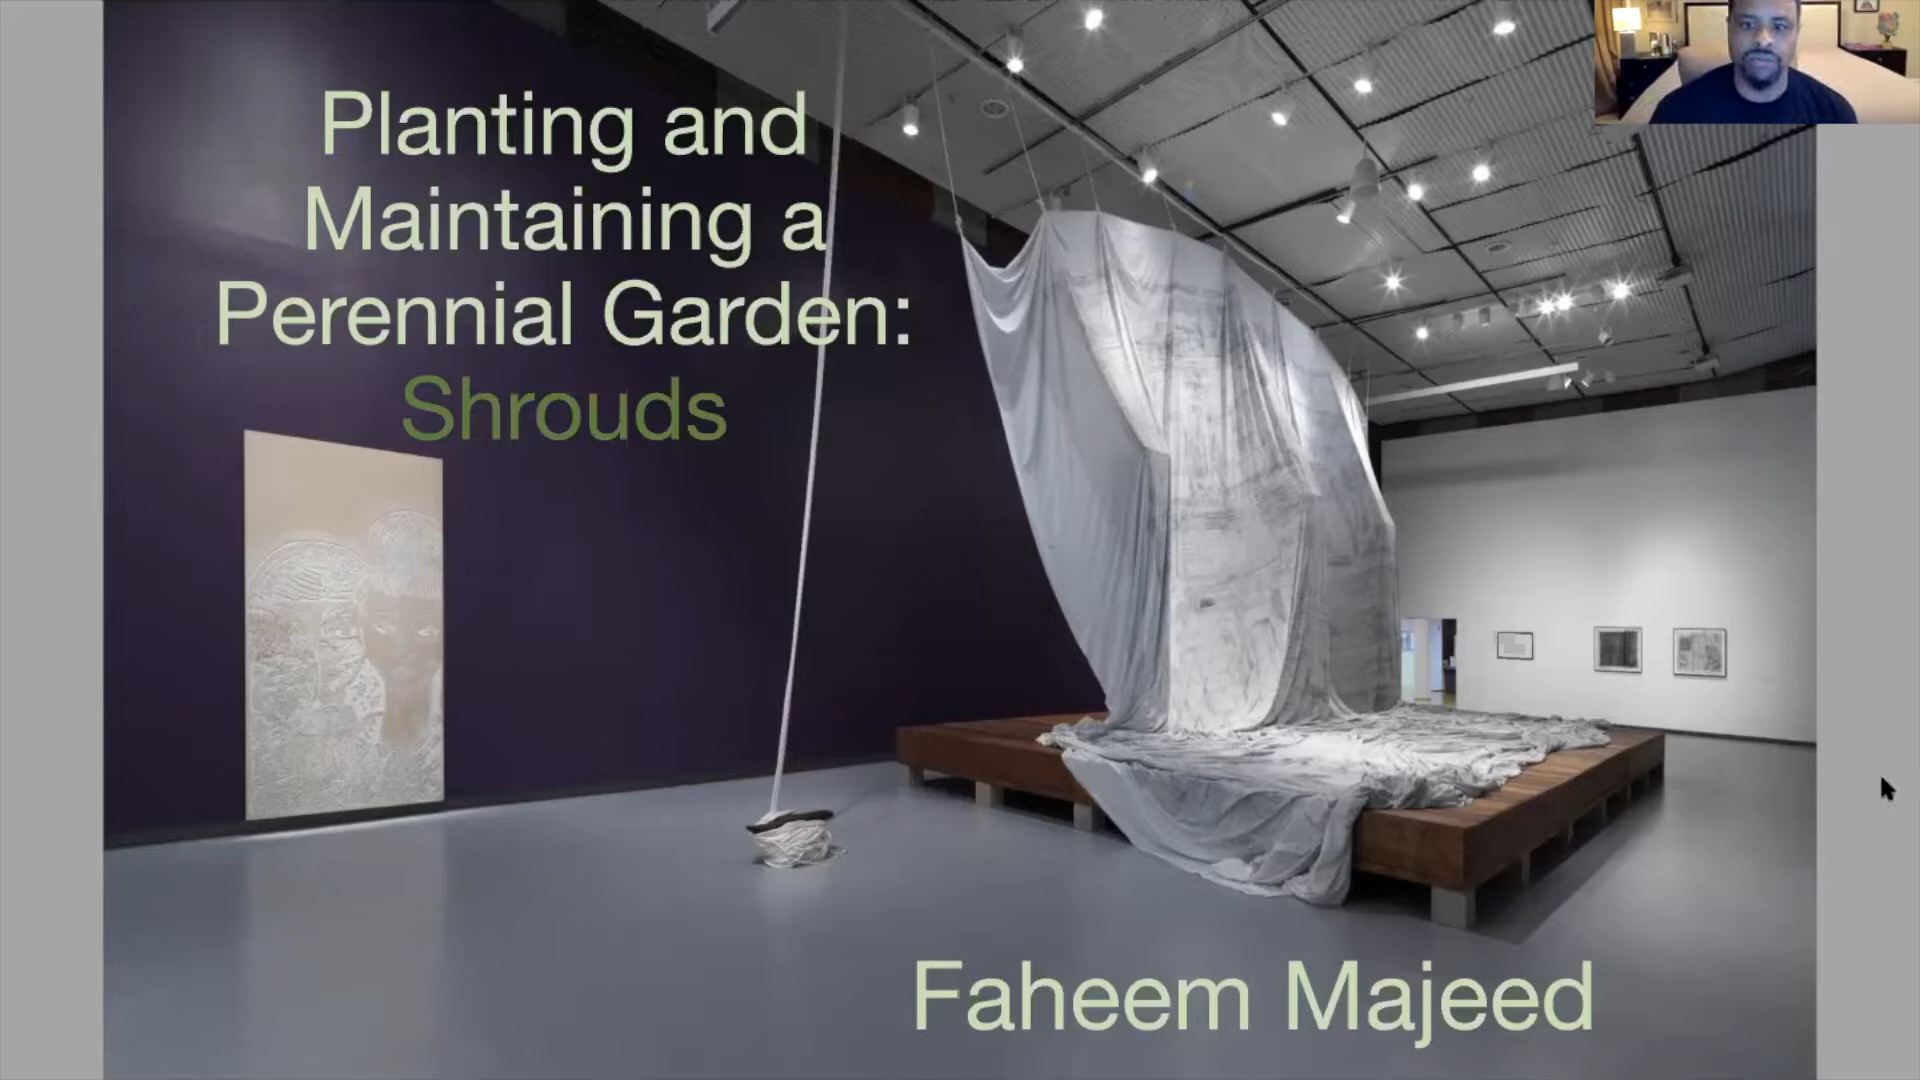 Planting and
Maintaining a
Perennial Garden:
Shrouds
Faheem Majeed